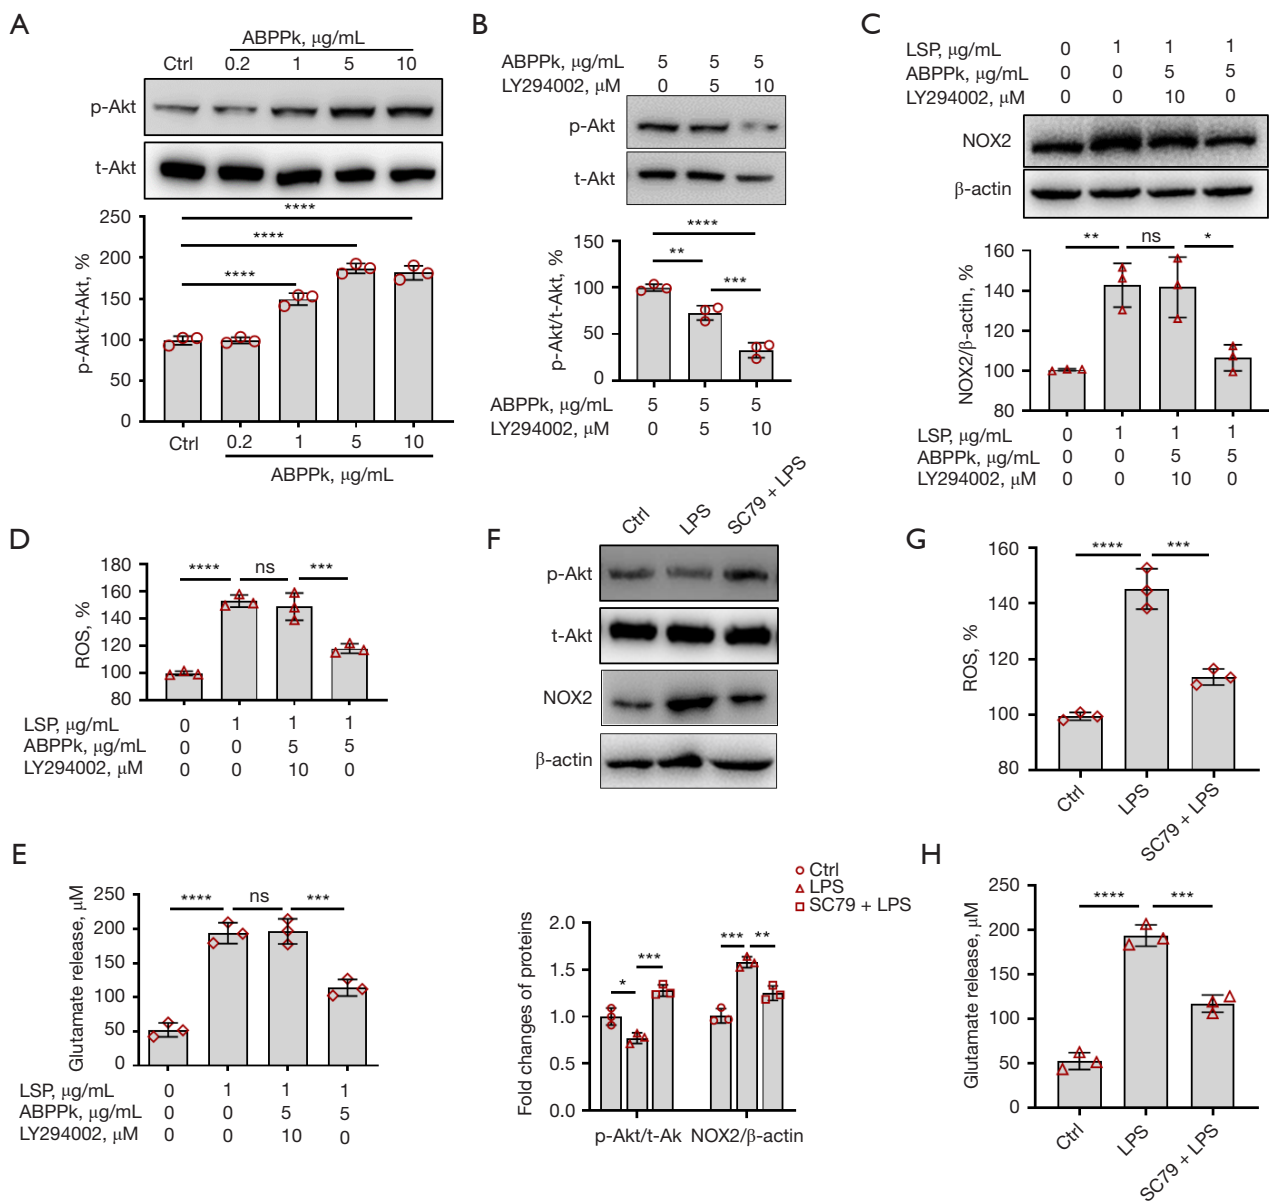 A
ABPPk, μg/mL
Ctrl 0.2 1 5 10
p-Akt
t-Akt
****
****
****
p-Akt/t-Akt, %
250
200
150
100
50
0
Ctrl 0.2 1 5 10
ABPPk, μg/mL
B
ABPPk, μg/mL 5 5 5
LY294002, μM 0 5 10
p-Akt
t-Akt
****
**
***
p-Akt/t-Akt, %
150
100
50
0
ABPPk, μg/mL 5 5 5
LY294002, μM 0 5 10
C
LSP, μg/mL 0 1 1 1
ABPPk, μg/mL 0 0 5 5
LY294002, μM 0 0 10 0
NOX2
β-actin
** ns *
NOX2/β-actin, %
160
140
120
100
80
LSP, μg/mL 0 1 1 1
ABPPk, μg/mL 0 0 5 5
LY294002, μM 0 0 10 0
D
**** ns ***
ROS, %
180
160
140
120
100
80
LSP, μg/mL 0 1 1 1
ABPPk, μg/mL 0 0 5 5
LY294002, μM 0 0 10 0
E
**** ns ***
Glutamate release, μM
250
200
150
100
50
0
LSP, μg/mL 0 1 1 1
ABPPk, μg/mL 0 0 5 5
LY294002, μM 0 0 10 0
F
Ctrl LPS SC79 + LPS
p-Akt
t-Akt
NOX2
β-actin
Ctrl
LPS
SC79 + LPS
* *** *** **
Fold changes of proteins
2.0
1.5
1.0
0.5
0.0
p-Akt/t-Ak NOX2/β-actin
G
**** ***
ROS, %
160
140
120
100
80
Ctrl LPS SC79 + LPS
H
**** ***
Glutamate release, μM
250
200
150
100
50
0
Ctrl LPS SC79 + LPS